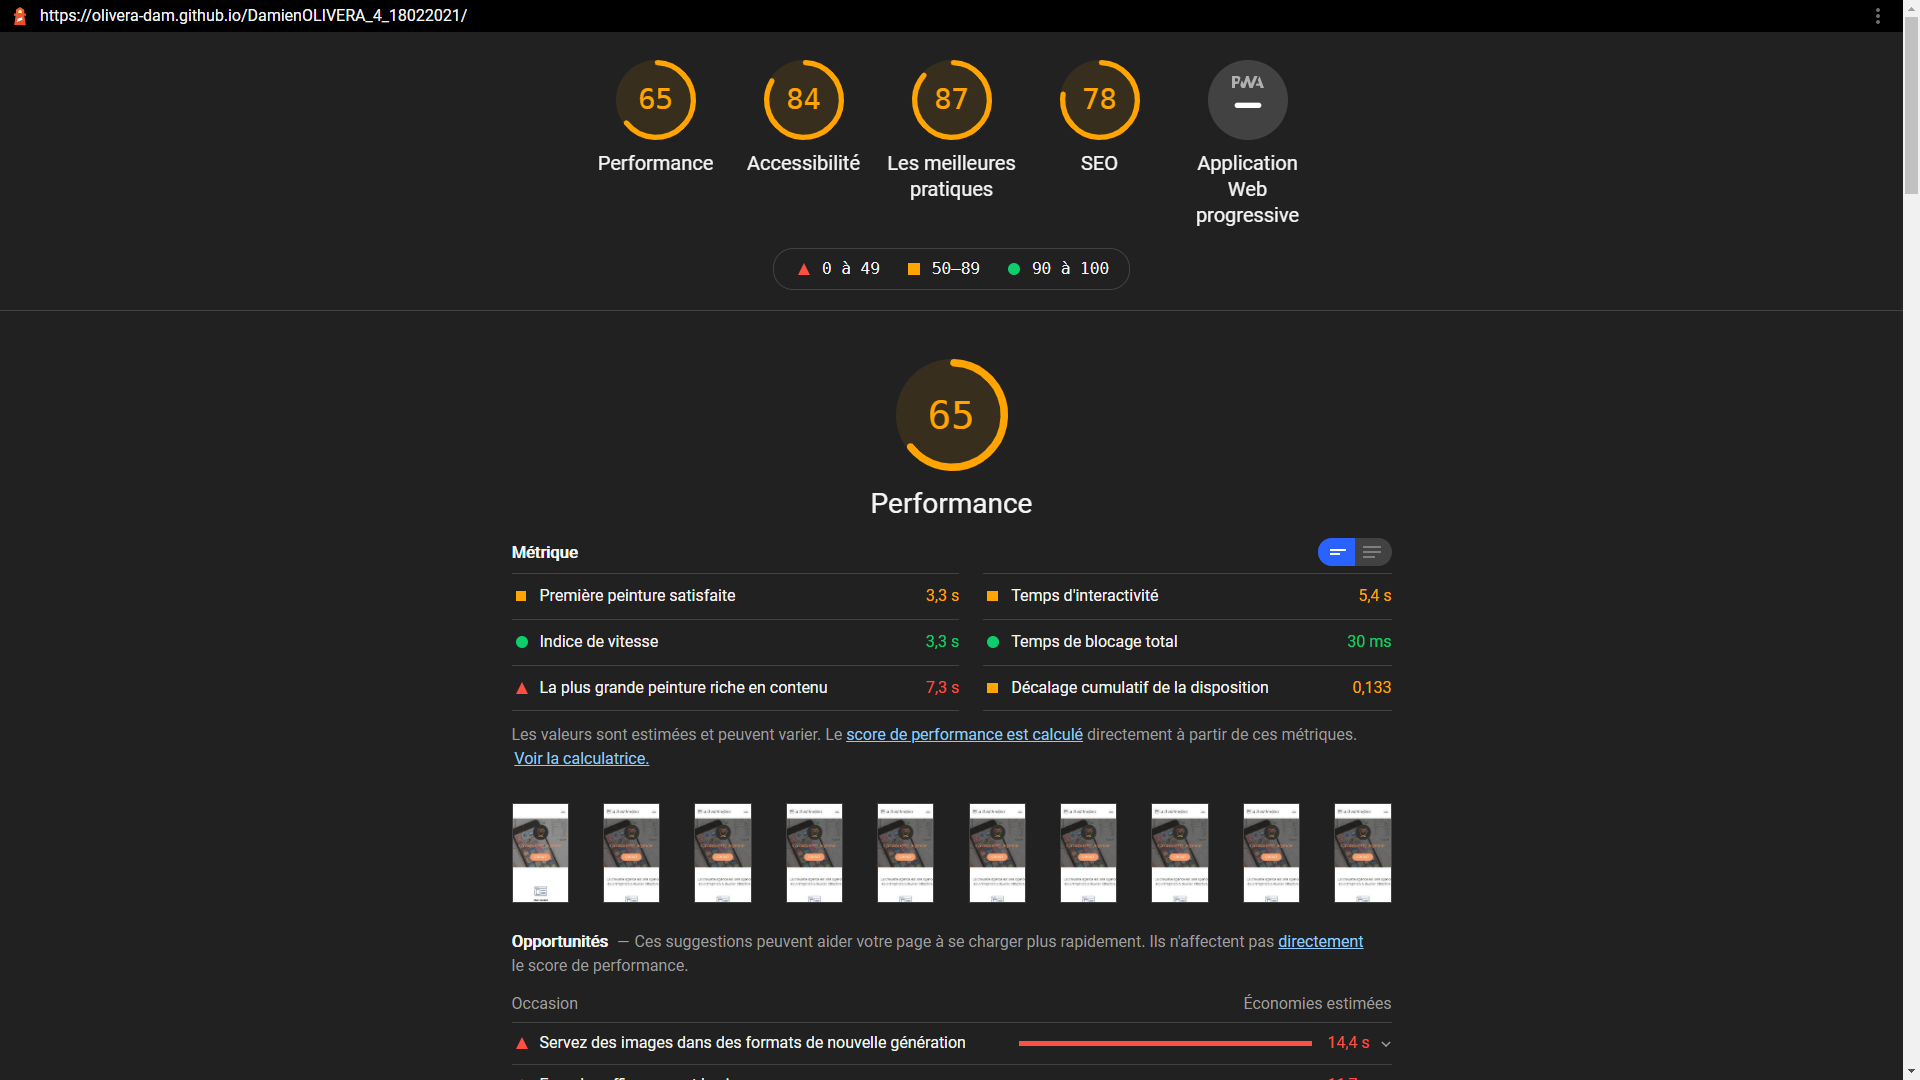 https://olivera-dam.github.io/DamienOLIVERA_4_18022021/
65
84
87
78
PWA
Performance
Accessibilité
Les meilleures
pratiques
SEO
Application
Web
progressive
0 à 49
50–89
90 à 100
65
Performance
Métrique
Première peinture satisfaite 3,3 s
Temps d'interactivité 5,4 s
Indice de vitesse 3,3 s
Temps de blocage total 30 ms
La plus grande peinture riche en contenu 7,3 s
Décalage cumulatif de la disposition 0,133
Les valeurs sont estimées et peuvent varier. Le score de performance est calculé directement à partir de ces métriques.
Voir la calculatrice.
Opportunités — Ces suggestions peuvent aider votre page à se charger plus rapidement. Ils n'affectent pas directement
le score de performance.
Occasion Économies estimées
Servez des images dans des formats de nouvelle génération 14,4 s